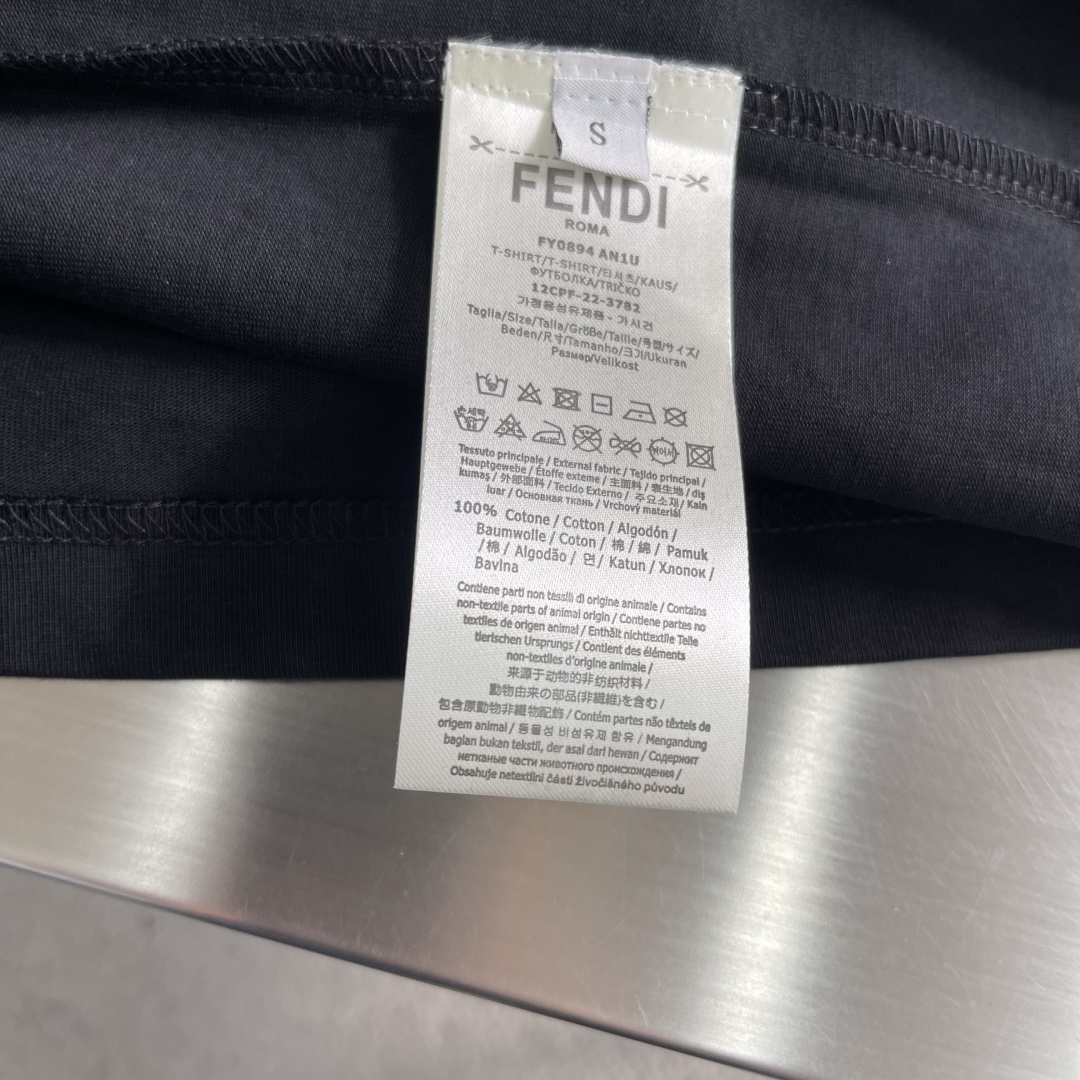 S
FENDI
ROMA
FY0894 AN1U
T-SHIRT/T-SHIRT/티셔츠/KAUS/
ФУТБОЛКА/TRIČKO
12CPF-22-3782
가정용섬유제품 - 가시리
Taglia/Size/Talla/Größe/Taille/号型/サイズ/
Beden/尺寸/Tamanho/크기/Ukuran
Размер/Velikost
손세탁
Tessuto principale / External fabric / Tejido principal /
Hauptgewebe / Étoffe externe / 主面料 / 表生地 / dış
kumaş / 外部面料 / Tecido Externo / 주요소재/ Kain
luar / Основная ткань / Vrchový materiál
100% Cotone / Cotton / Algodón /
Baumwolle / Coton / 棉 / 綿 / Pamuk
/棉 / Algodão / 면/ Katun / Хлопок /
Bavlna
Contiene parti non tessili di origine animale / Contains
non-textile parts of animal origin / Contiene partes no
textiles de origen animal / Enthält nichttextile Teile
tierischen Ursprungs / Contient des éléments
non-textiles d'origine animale /
来源于动物的非纺织材料 /
動物由来の部品(非繊維)を含む /
包含原動物非織物配飾 / Contém partes não têxteis de
origem animal / 동물성 비섬유제 함유 / Mengandung
bagian bukan tekstil, der asal dari hewan / Содержит
нетканые части животного происхождения /
Obsahuje netextilní části živočišného původu